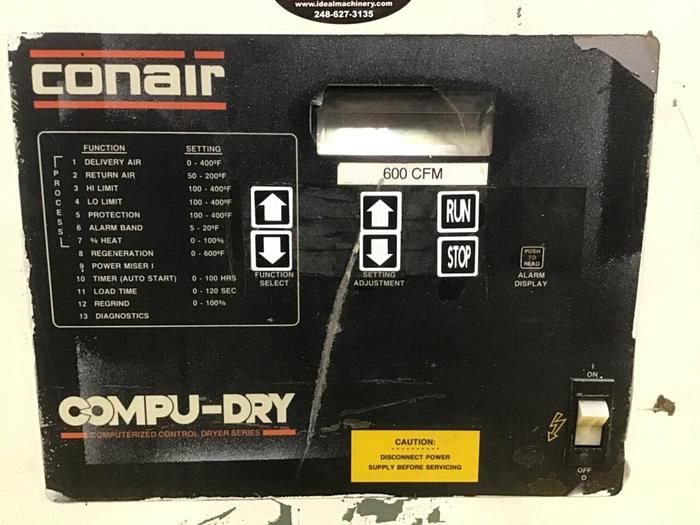 www.idealmachinery.com
248-627-3135
conair
FUNCTION SETTING
PROCESS
1 DELIVERY AIR 0 - 400°F
2 RETURN AIR 50 - 200°F
3 HI LIMIT 100 - 400°F
4 LO LIMIT 100 - 400°F
5 PROTECTION 100 - 400°F
6 ALARM BAND 5 - 20°F
7 % HEAT 0 - 100%
8 REGENERATION 0 - 600°F
9 POWER MISER I
10 TIMER (AUTO START) 0 - 100 HRS
11 LOAD TIME 0 - 120 SEC
12 REGRIND 0 - 100%
13 DIAGNOSTICS
600 CFM
RUN
STOP
FUNCTION
SELECT
SETTING
ADJUSTMENT
PUSH
TO
READ
ALARM
DISPLAY
COMPU-DRY
COMPUTERIZED CONTROL DRYER SERIES
CAUTION:
DISCONNECT POWER
SUPPLY BEFORE SERVICING
I
ON
OFF
O